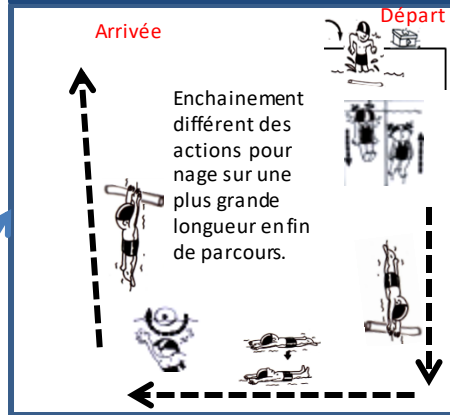 Départ
Arrivée
Enchainement
différent des
actions pour
nage sur une
plus grande
longueur en fin
de parcours.